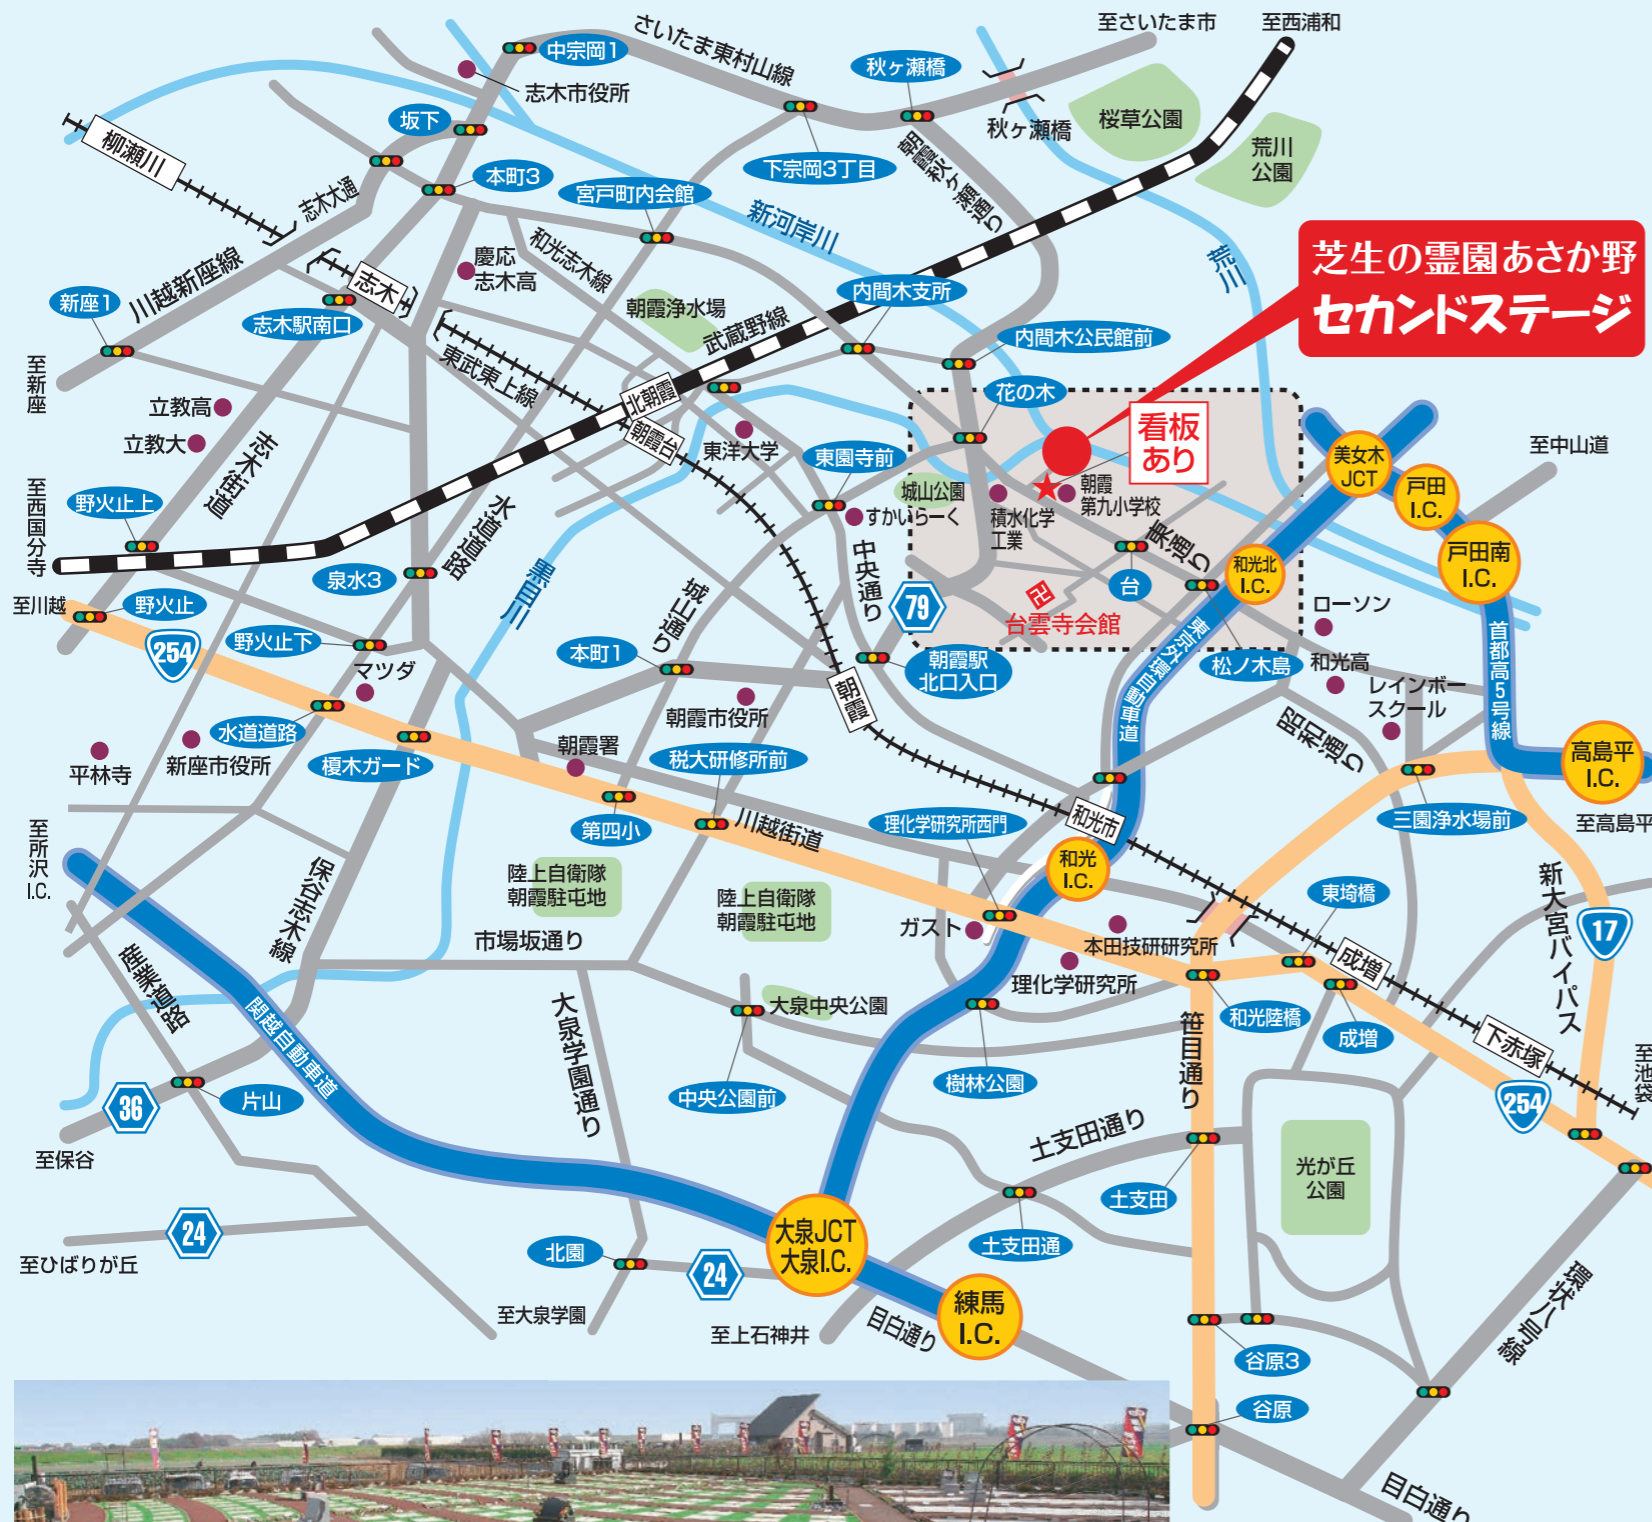 至さいたま市
至西浦和
さいたま東村山線
中宗岡1
志木市役所
秋ヶ瀬橋
秋ヶ瀬橋
桜草公園
荒川
公園
坂下
柳瀬川
下宗岡3丁目
朝霞秋ヶ瀬通り
本町3
宮戸町内会館
志木大通
新河岸川
荒川
慶応
志木高
和光志木線
川越新座線
志木
新座1
志木駅南口
朝霞浄水場
武蔵野線
内間木支所
内間木公民館前
芝生の霊園あさか野
セカンドステージ
至新座
東武東上線
北朝霞
朝霞台
花の木
看板
あり
立教高
立教大
志木街道
東洋大学
東園寺前
美女木
JCT
至中山道
戸田
I.C.
至西国分寺
野火止上
水道道路
城山公園
すかいらーく
積水化学
工業
朝霞
第九小学校
東通り
戸田南
I.C.
泉水3
黒目川
中央通り
台
和光北
I.C.
至川越
野火止
254
野火止下
城山通り
79
台雲寺会館
ローソン
首都高5号線
マツダ
本町1
朝霞駅
北口入口
東京外環自動車道
松ノ木島
和光高
レインボー
スクール
水道道路
朝霞
朝霞市役所
昭和通り
平林寺
新座市役所
榎木ガード
朝霞署
税大研修所前
高島平
I.C.
第四小
川越街道
理化学研究所西門
和光市
三園浄水場前
至高島平
至所沢
I.C.
保谷志木線
陸上自衛隊
朝霞駐屯地
陸上自衛隊
朝霞駐屯地
和光
I.C.
東埼橋
新大宮バイパス
17
市場坂通り
ガスト
本田技研研究所
理化学研究所
成増
産業道路
関越自動車道
大泉学園通り
大泉中央公園
笹目通り
和光陸橋
成増
下赤塚
至池袋
36
片山
中央公園前
樹林公園
254
至保谷
土支田通り
光が丘
公園
土支田
24
至ひばりが丘
北園
24
大泉JCT
大泉I.C.
土支田通
至大泉学園
至上石神井
目白通り
練馬
I.C.
環状八号線
谷原3
谷原
目白通り